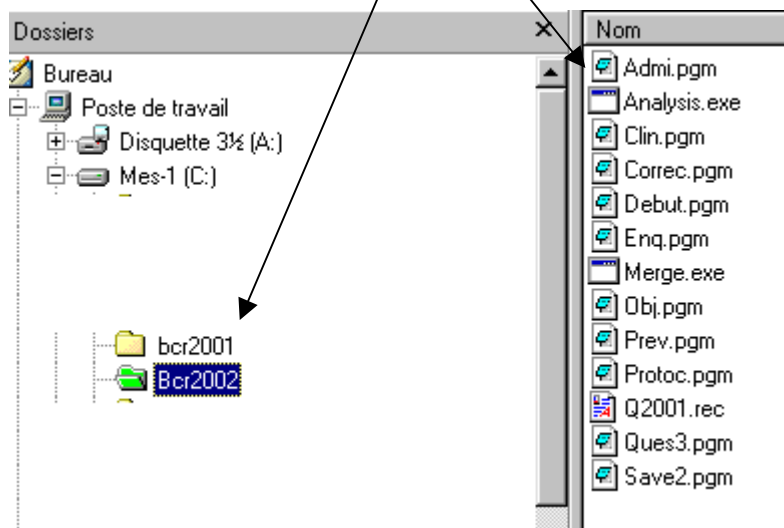 Dossiers
Bureau
Poste de travail
Disquette 3½ (A:)
Mes-1 (C:)
bcr2001
Bcr2002
Nom
Admi.pgm
Analysis.exe
Clin.pgm
Correc.pgm
Debut.pgm
Enq.pgm
Merge.exe
Obj.pgm
Prev.pgm
Protoc.pgm
Q2001.rec
Ques3.pgm
Save2.pgm